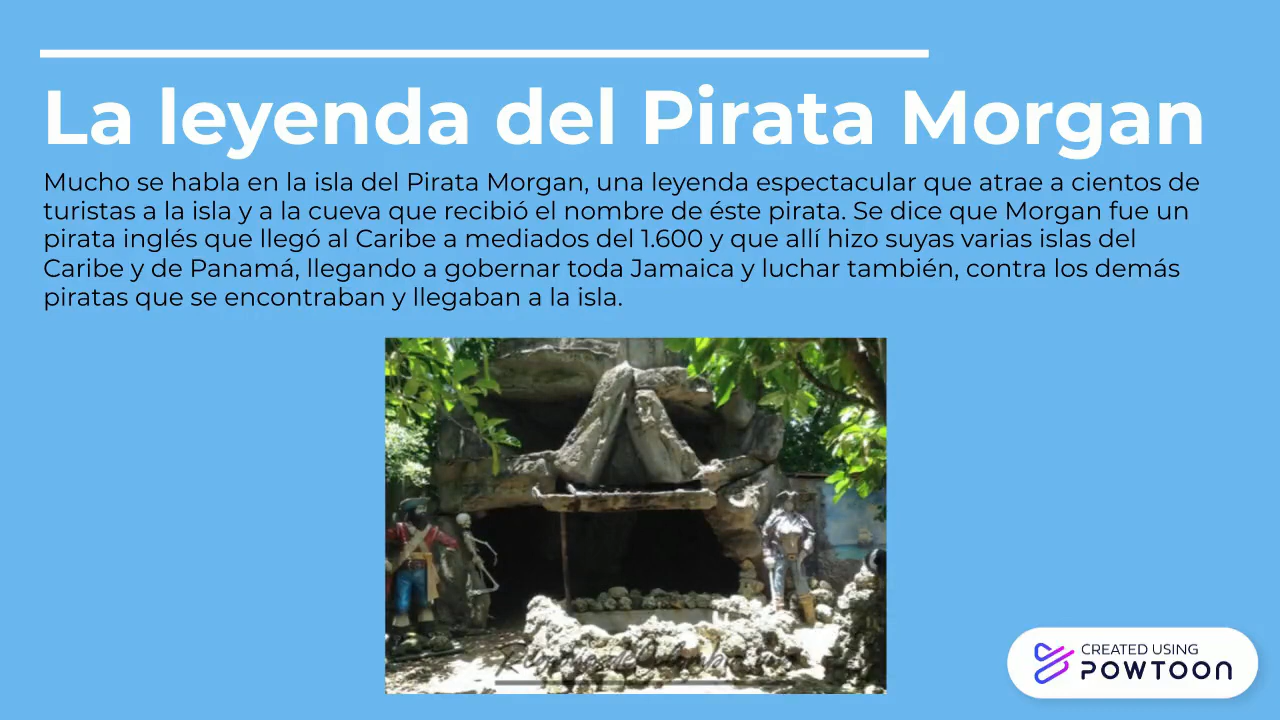 La leyenda del Pirata Morgan
Mucho se habla en la isla del Pirata Morgan, una leyenda espectacular que atrae a cientos de
turistas a la isla y a la cueva que recibió el nombre de éste pirata. Se dice que Morgan fue un
pirata inglés que llegó al Caribe a mediados del 1.600 y que allí hizo suyas varias islas del
Caribe y de Panamá, llegando a gobernar toda Jamaica y luchar también, contra los demás
piratas que se encontraban y llegaban a la isla.
CREATED USING
POWTOON